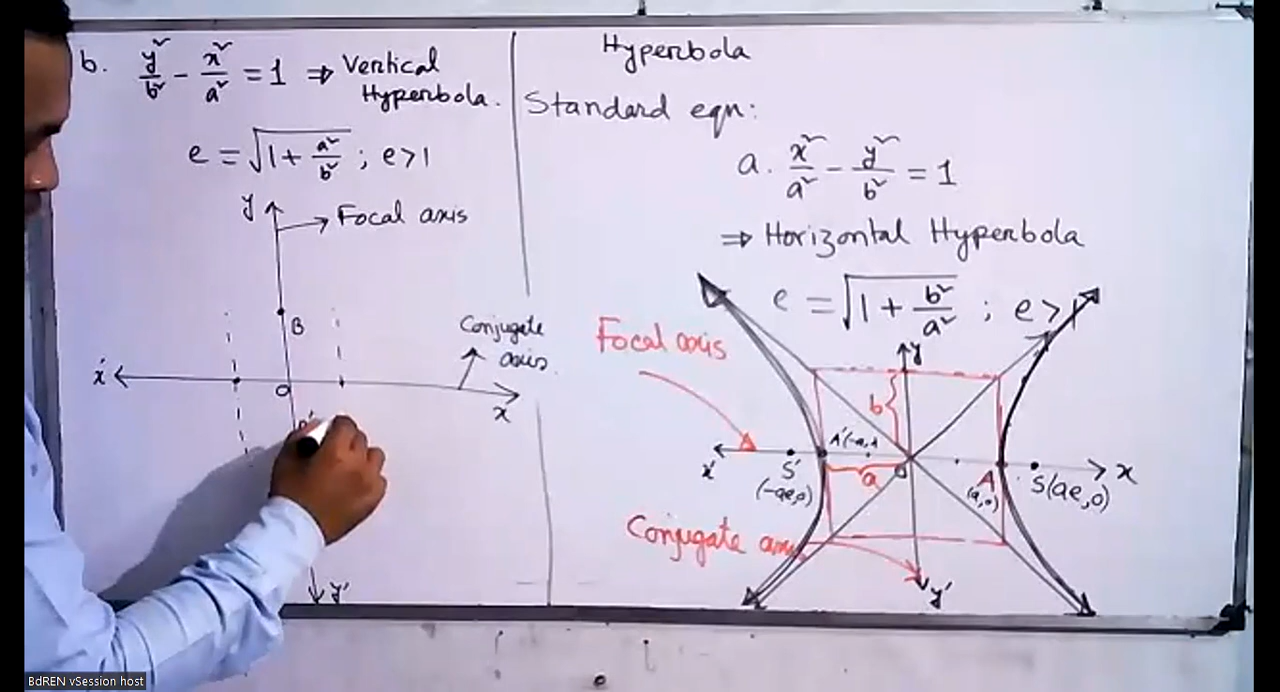 b. y²/b² - x²/a² = 1 ⇒ Vertical
Hyperbola.
e = √(1 + a²/b²) ; e > 1
y
Focal axis
B
Conjugate
axis
x'
O
x
B'
y'
Hyperbola
Standard eqn:
a. x²/a² - y²/b² = 1
⇒ Horizontal Hyperbola
e = √(1 + b²/a²) ; e > 1
Focal axis
y
b
x'
S'
(-ae,0)
A'(-a,
a
O
A
(a,0)
S(ae,0)
x
Conjugate axis
y'
BdREN vSession host